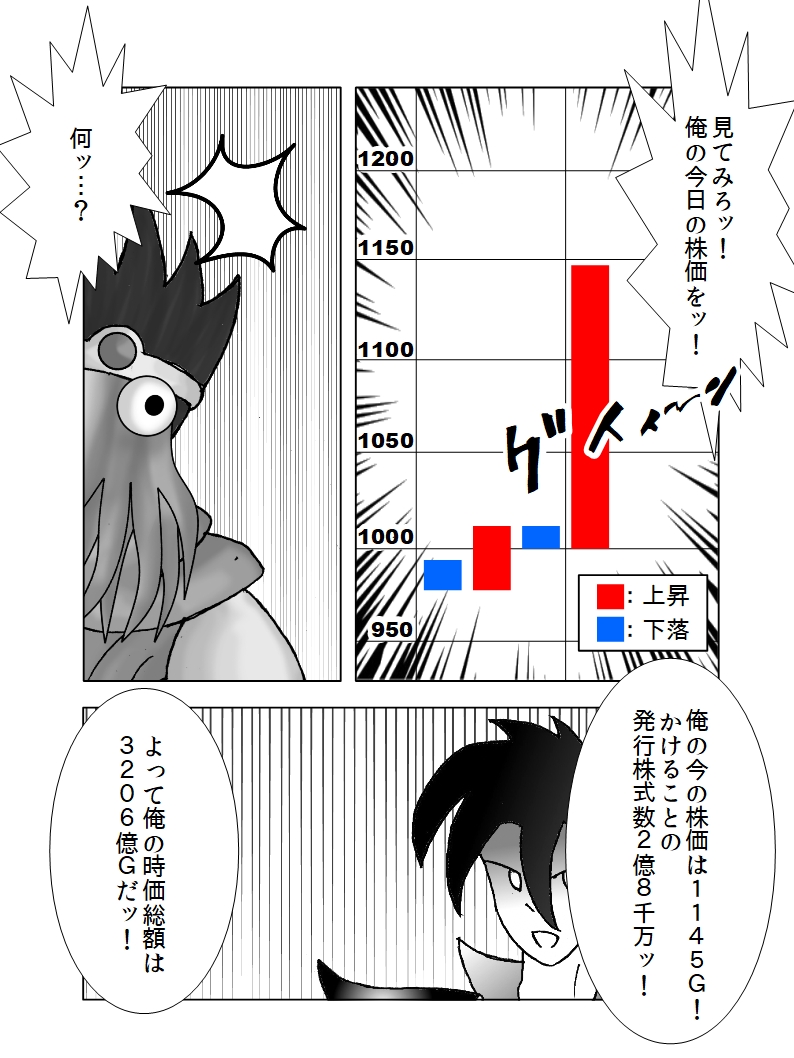 見てみろッ!
俺の今日の株価をッ!
1200
1150
1100
1050
1000
950
グイィ〜ン
:上昇
:下落
何ッ…?
俺の今の株価は1145G!
かけることの
発行株式数2億8千万ッ!
よって俺の時価総額は
3206億Gだッ!